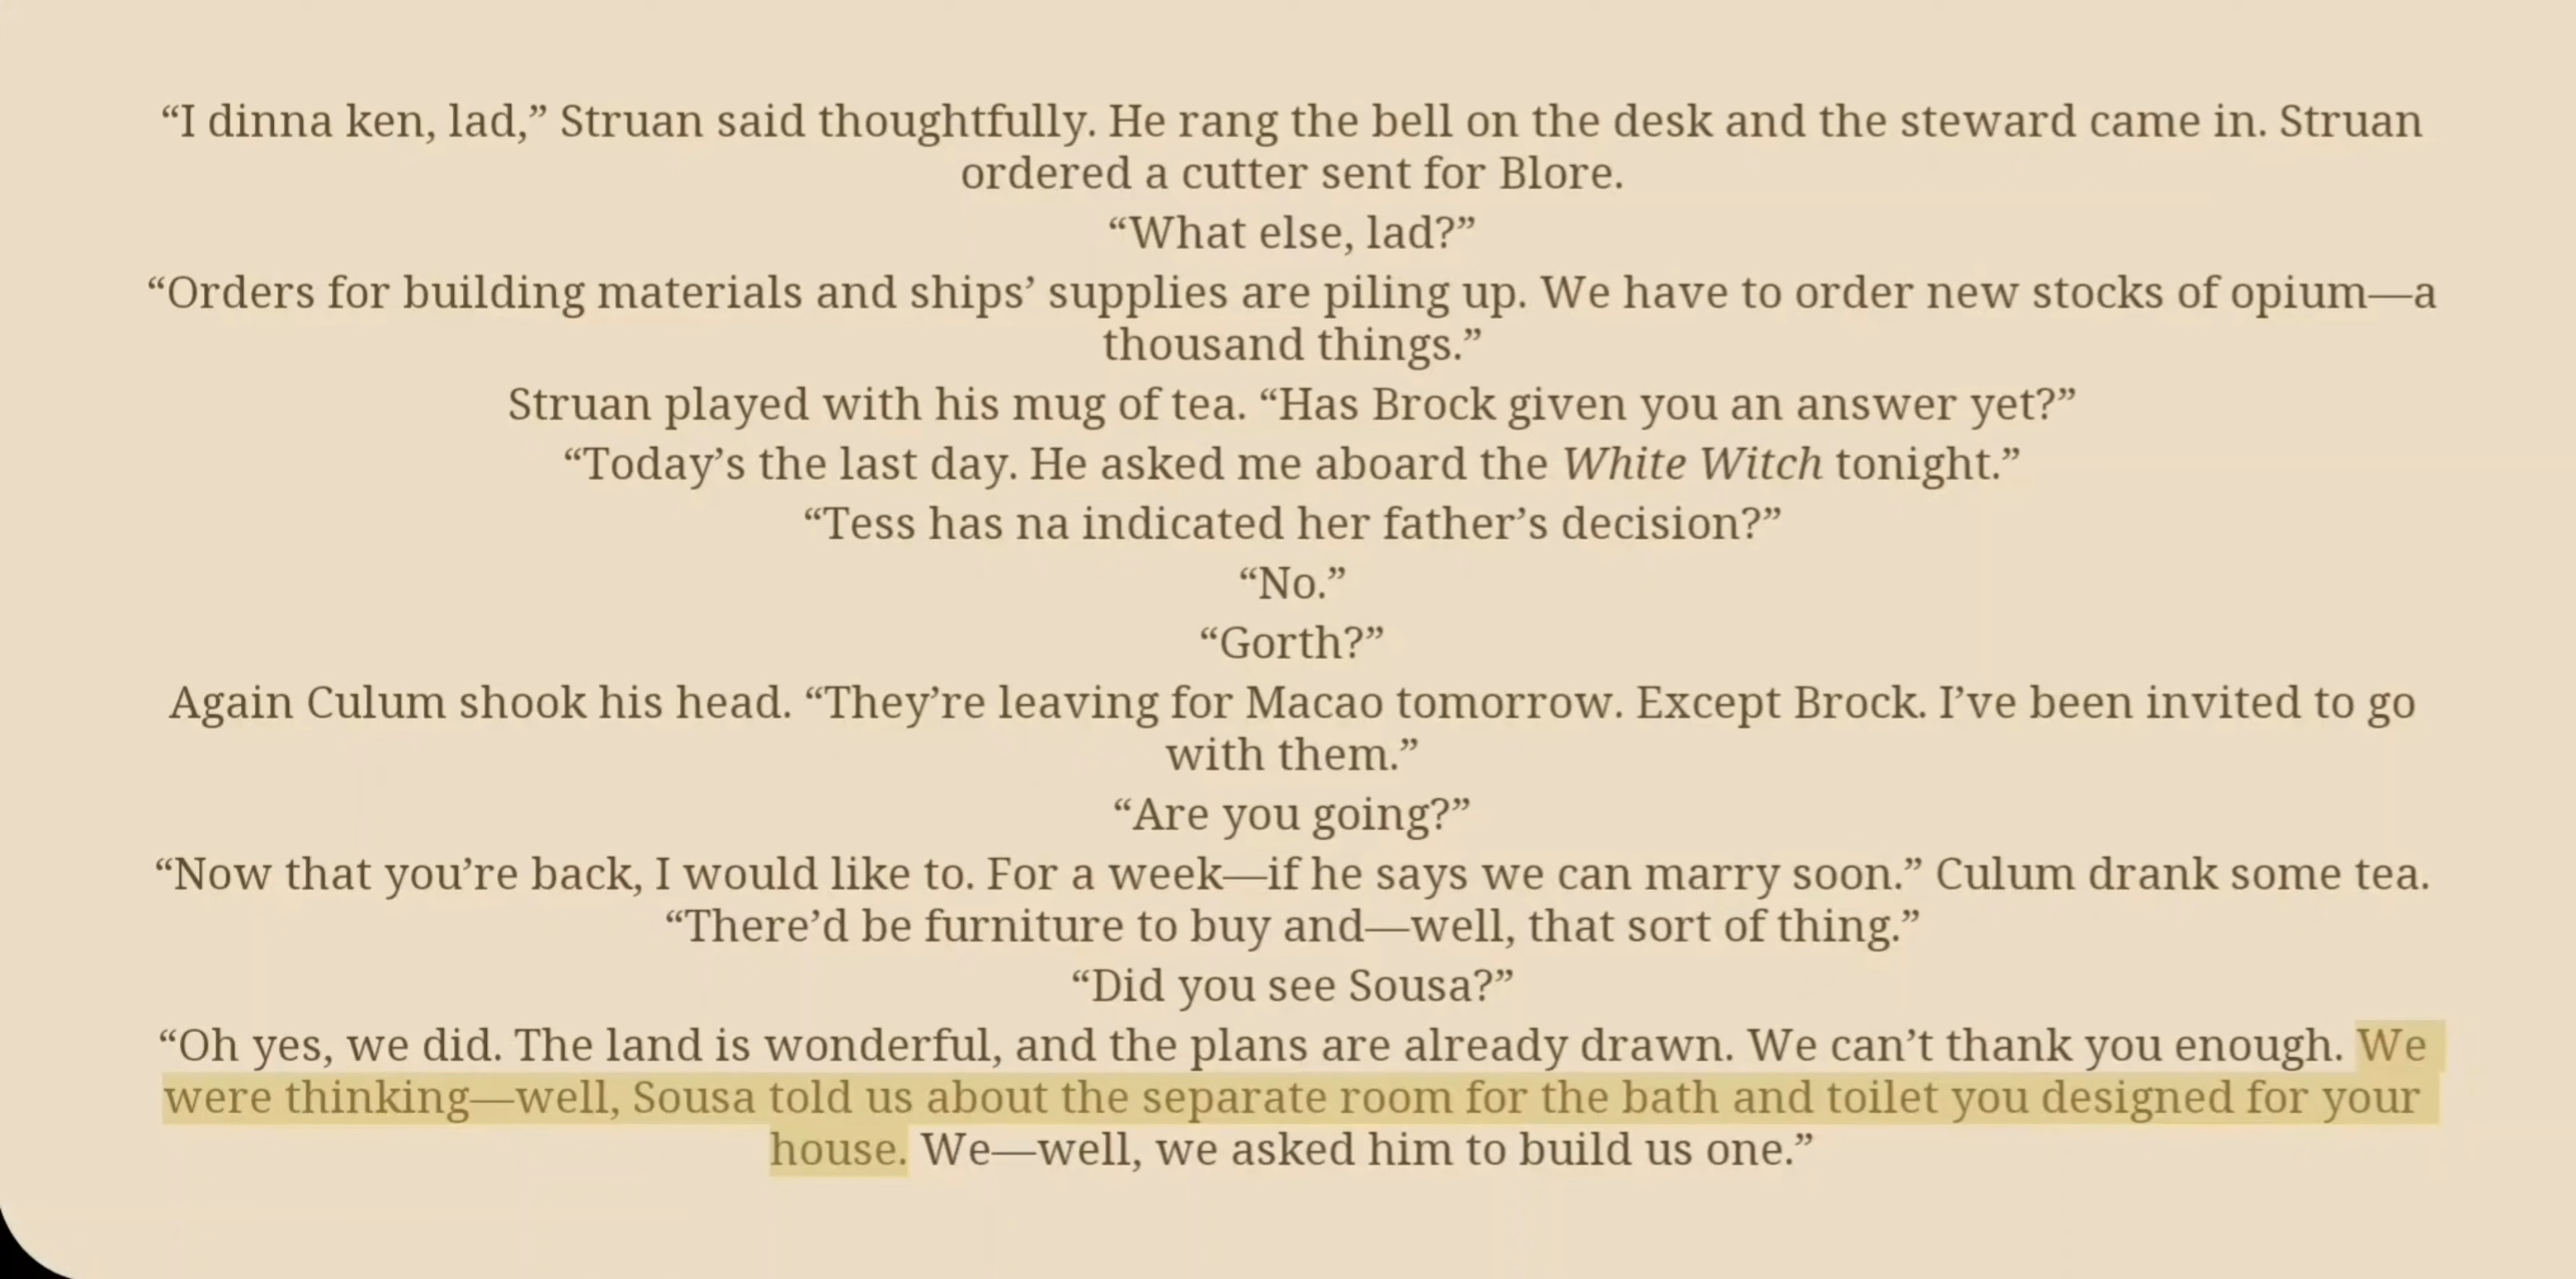 “I dinna ken, lad,” Struan said thoughtfully. He rang the bell on the desk and the steward came in. Struan
ordered a cutter sent for Blore.
“What else, lad?”
“Orders for building materials and ships’ supplies are piling up. We have to order new stocks of opium—a
thousand things.”
Struan played with his mug of tea. “Has Brock given you an answer yet?”
“Today’s the last day. He asked me aboard the White Witch tonight.”
“Tess has na indicated her father’s decision?”
“No.”
“Gorth?”
Again Culum shook his head. “They’re leaving for Macao tomorrow. Except Brock. I’ve been invited to go
with them.”
“Are you going?”
“Now that you’re back, I would like to. For a week—if he says we can marry soon.” Culum drank some tea.
“There’d be furniture to buy and—well, that sort of thing.”
“Did you see Sousa?”
“Oh yes, we did. The land is wonderful, and the plans are already drawn. We can’t thank you enough. We
were thinking—well, Sousa told us about the separate room for the bath and toilet you designed for your
house. We—well, we asked him to build us one.”